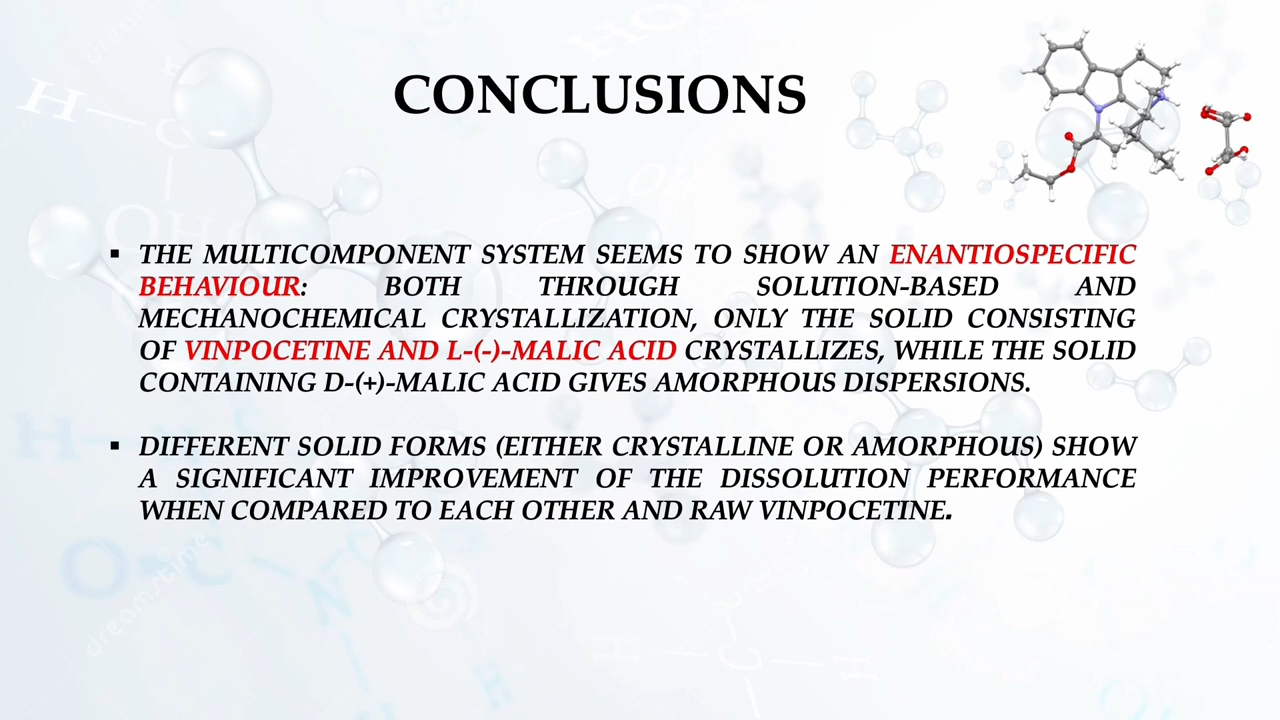 CONCLUSIONS
▪ THE MULTICOMPONENT SYSTEM SEEMS TO SHOW AN ENANTIOSPECIFIC
BEHAVIOUR: BOTH THROUGH SOLUTION-BASED AND
MECHANOCHEMICAL CRYSTALLIZATION, ONLY THE SOLID CONSISTING
OF VINPOCETINE AND L-(-)-MALIC ACID CRYSTALLIZES, WHILE THE SOLID
CONTAINING D-(+)-MALIC ACID GIVES AMORPHOUS DISPERSIONS.
▪ DIFFERENT SOLID FORMS (EITHER CRYSTALLINE OR AMORPHOUS) SHOW
A SIGNIFICANT IMPROVEMENT OF THE DISSOLUTION PERFORMANCE
WHEN COMPARED TO EACH OTHER AND RAW VINPOCETINE.
H
C
OH
OH
O
C
N
H
C
H
dreamstime